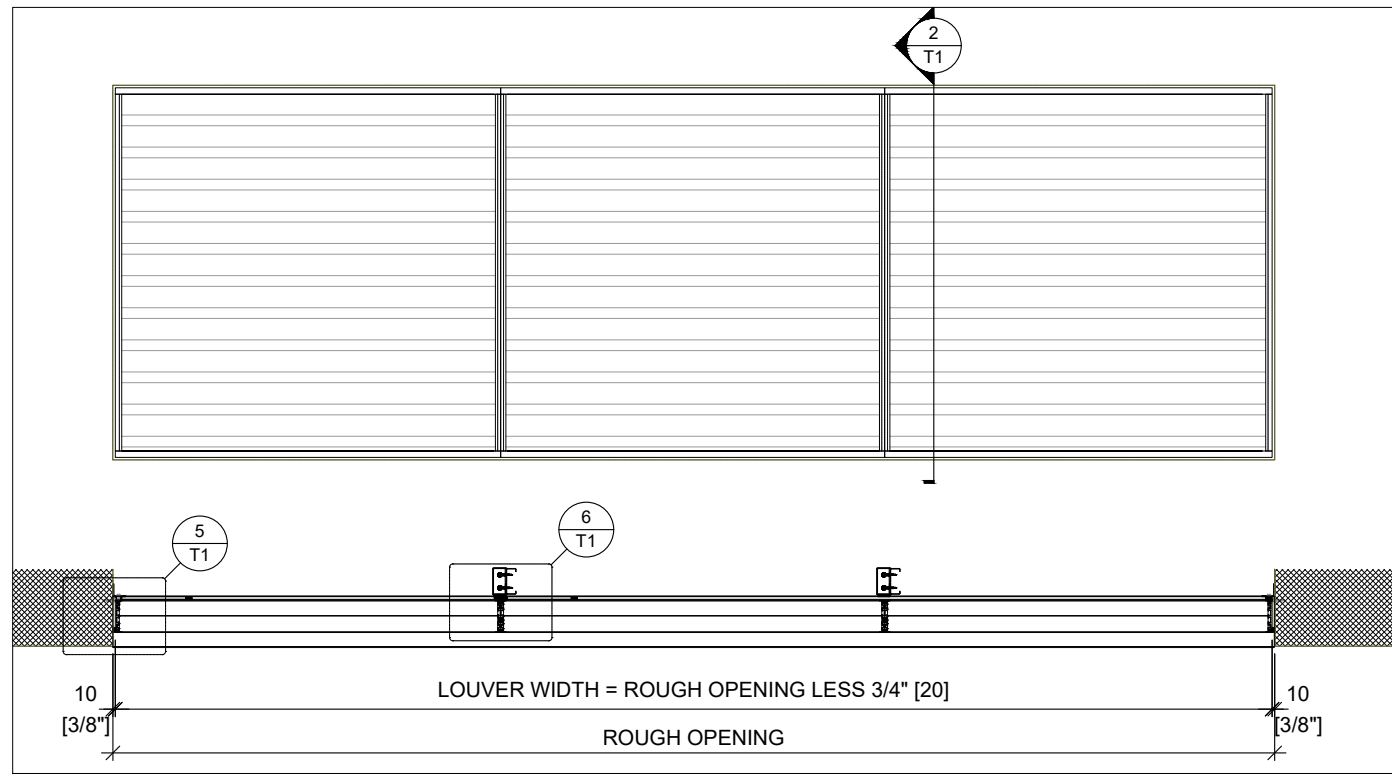 2
T1
5
T1
6
T1
10
[3/8"]
LOUVER WIDTH = ROUGH OPENING LESS 3/4" [20]
10
[3/8"]
ROUGH OPENING